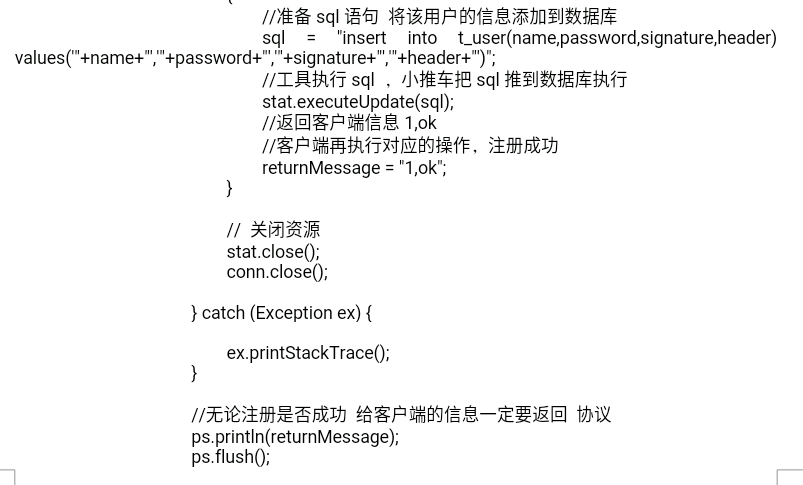 {
//准备 sql 语句  将该用户的信息添加到数据库
sql = "insert into t_user(name,password,signature,header)
values('"+name+"','"+password+"','"+signature+"','"+header+"')";
//工具执行 sql ，小推车把 sql 推到数据库执行
stat.executeUpdate(sql);
//返回客户端信息 1,ok
//客户端再执行对应的操作，注册成功
returnMessage = "1,ok";
}
//  关闭资源
stat.close();
conn.close();
} catch (Exception ex) {
ex.printStackTrace();
}
//无论注册是否成功  给客户端的信息一定要返回  协议
ps.println(returnMessage);
ps.flush();